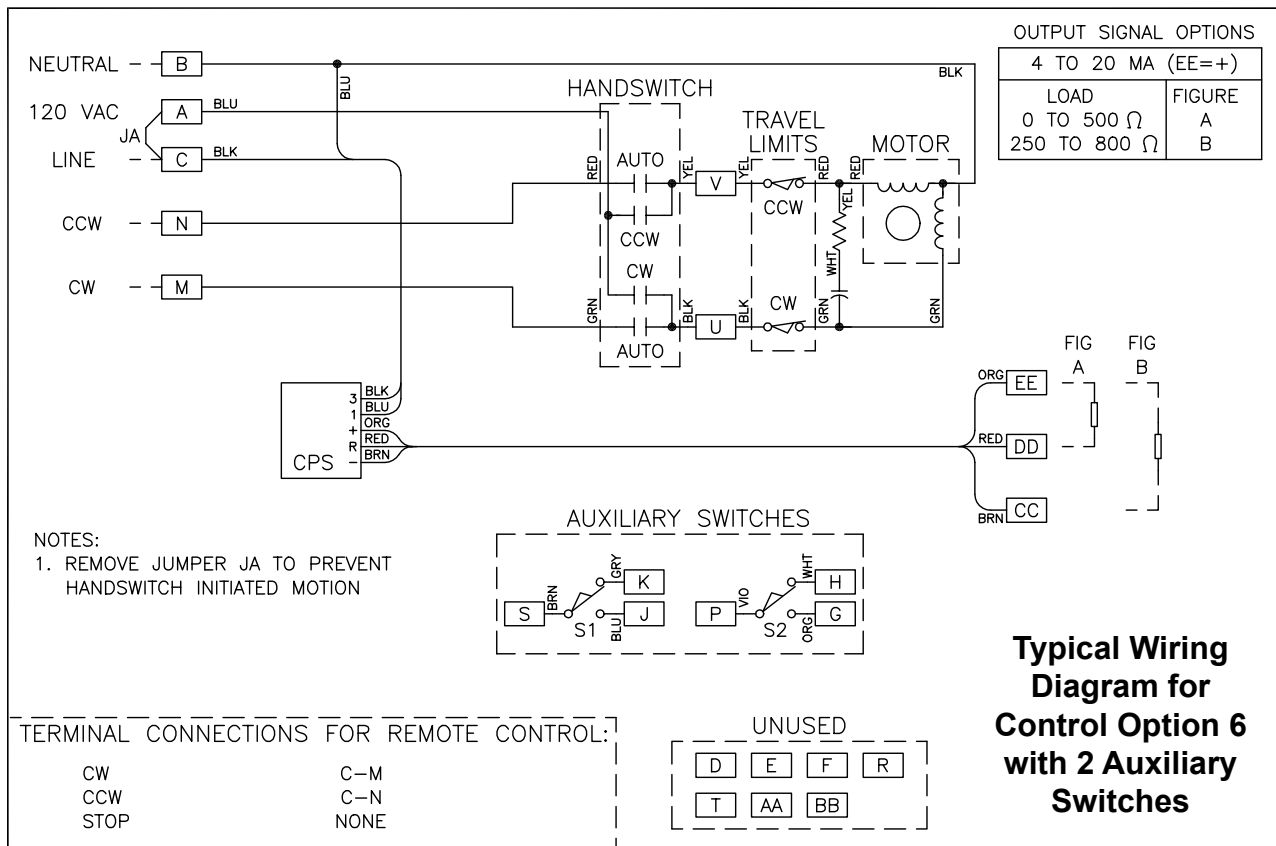 OUTPUT SIGNAL OPTIONS
4 TO 20 MA (EE=+)
LOAD FIGURE
0 TO 500 Ω A
250 TO 800 Ω B
NEUTRAL B BLU BLK
120 VAC A BLU
JA
LINE C BLK
CCW N
CW M
HANDSWITCH
AUTO
RED YEL
CCW
CW
GRN BLK
AUTO
V
U
TRAVEL
LIMITS
YEL RED
CCW
CW
BLK GRN
MOTOR
RED
YEL
WHT
GRN
CPS
3 BLK
1 BLU
+ ORG
R RED
- BRN
FIG FIG
A B
ORG EE
RED DD
BRN CC
NOTES:
1. REMOVE JUMPER JA TO PREVENT
HANDSWITCH INITIATED MOTION
AUXILIARY SWITCHES
S BRN S1 GRY K
BLU J
P VIO S2 WHT H
ORG G
Typical Wiring
Diagram for
Control Option 6
with 2 Auxiliary
Switches
TERMINAL CONNECTIONS FOR REMOTE CONTROL:
CW C-M
CCW C-N
STOP NONE
UNUSED
D E F R
T AA BB